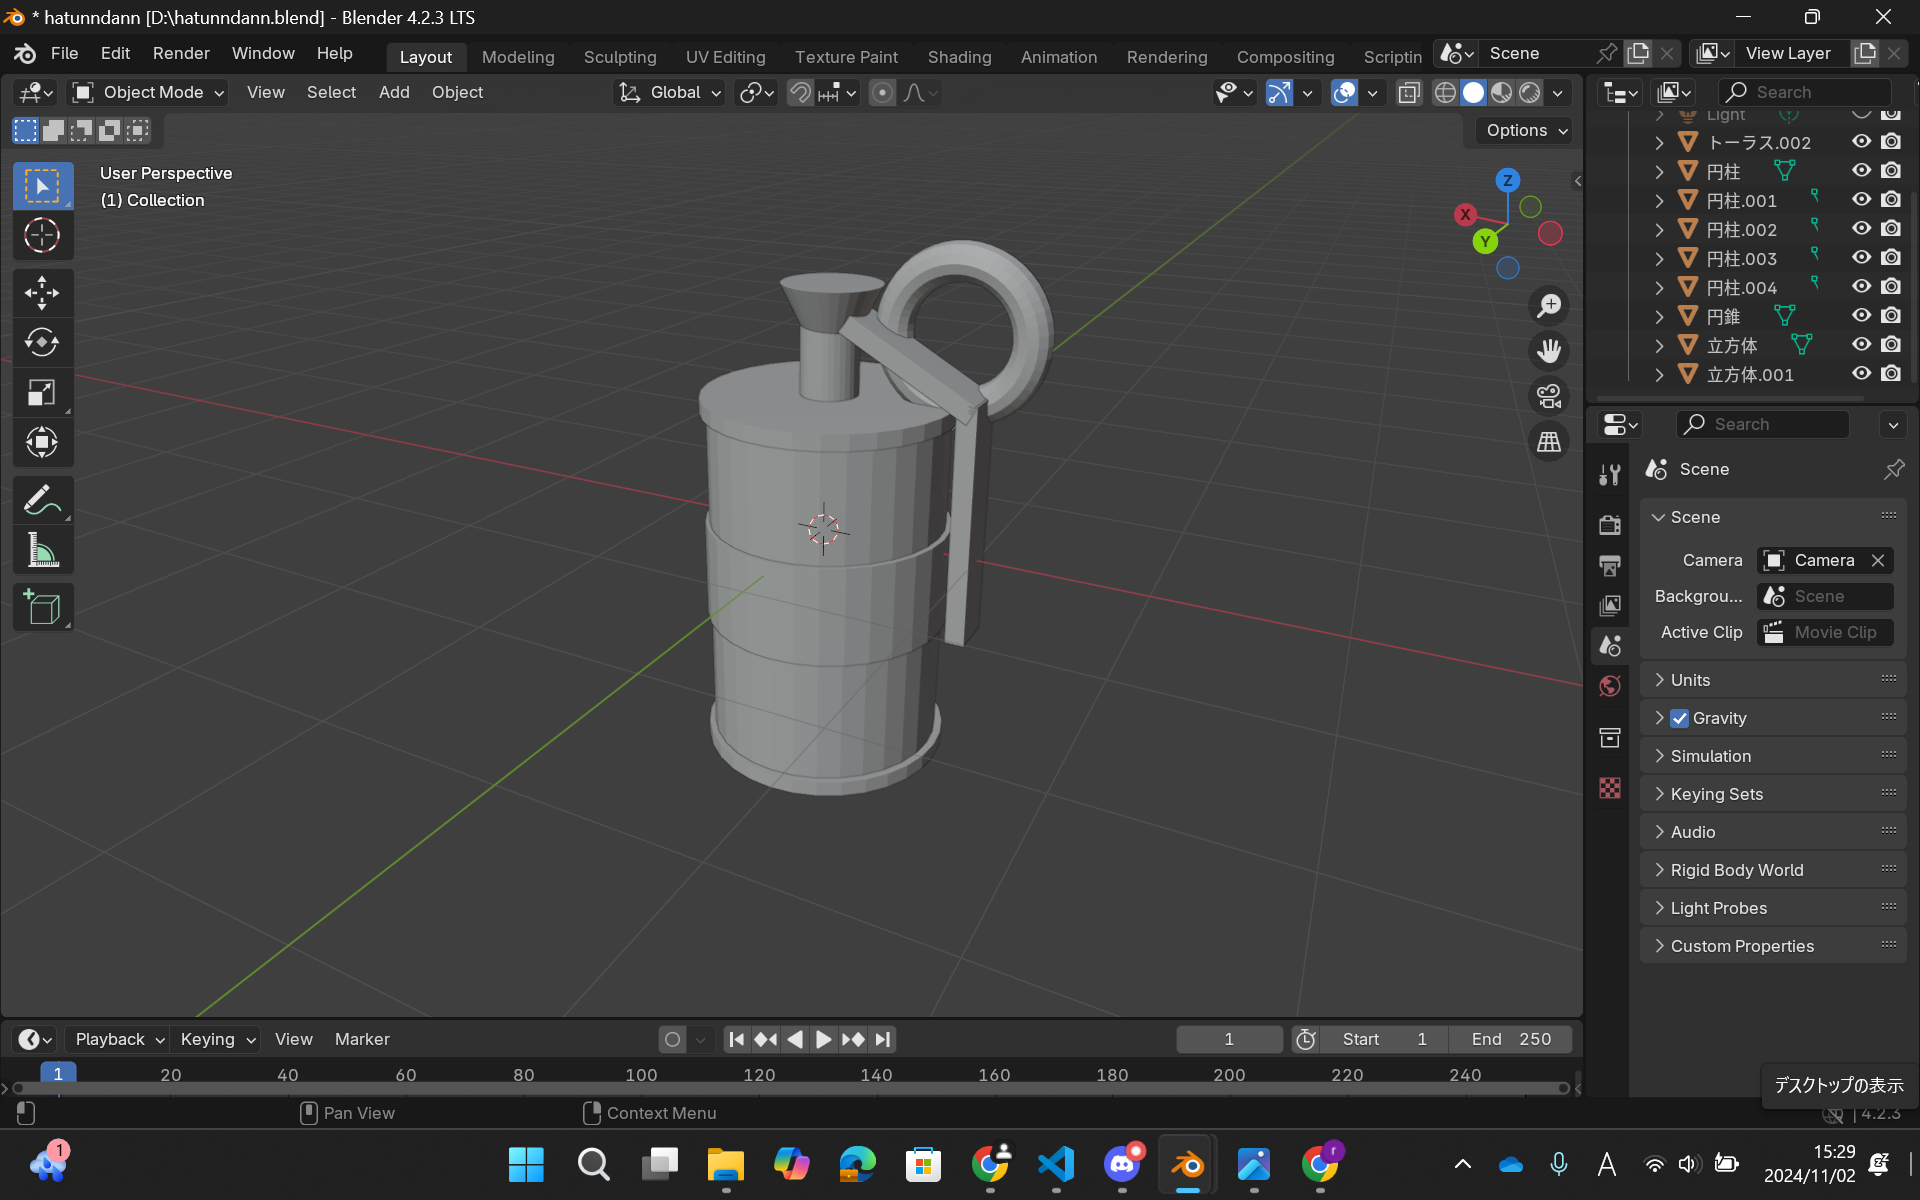 * hatunndann [D:\hatunndann.blend] - Blender 4.2.3 LTS
File Edit Render Window Help Layout Modeling Sculpting UV Editing Texture Paint Shading Animation Rendering Compositing Scriptin Scene View Layer
Object Mode View Select Add Object Global Search
Options
User Perspective
(1) Collection
Z
X
Y
Light
トーラス.002
円柱
円柱.001
円柱.002
円柱.003
円柱.004
円錐
立方体
立方体.001
Search
Scene
Scene
Camera Camera
Backgrou... Scene
Active Clip Movie Clip
Units
Gravity
Simulation
Keying Sets
Audio
Rigid Body World
Light Probes
Custom Properties
Playback Keying View Marker 1 Start 1 End 250
1 20 40 60 80 100 120 140 160 180 200 220 240
デスクトップの表示
Pan View Context Menu 4.2.3
1
r
A
15:29
2024/11/02